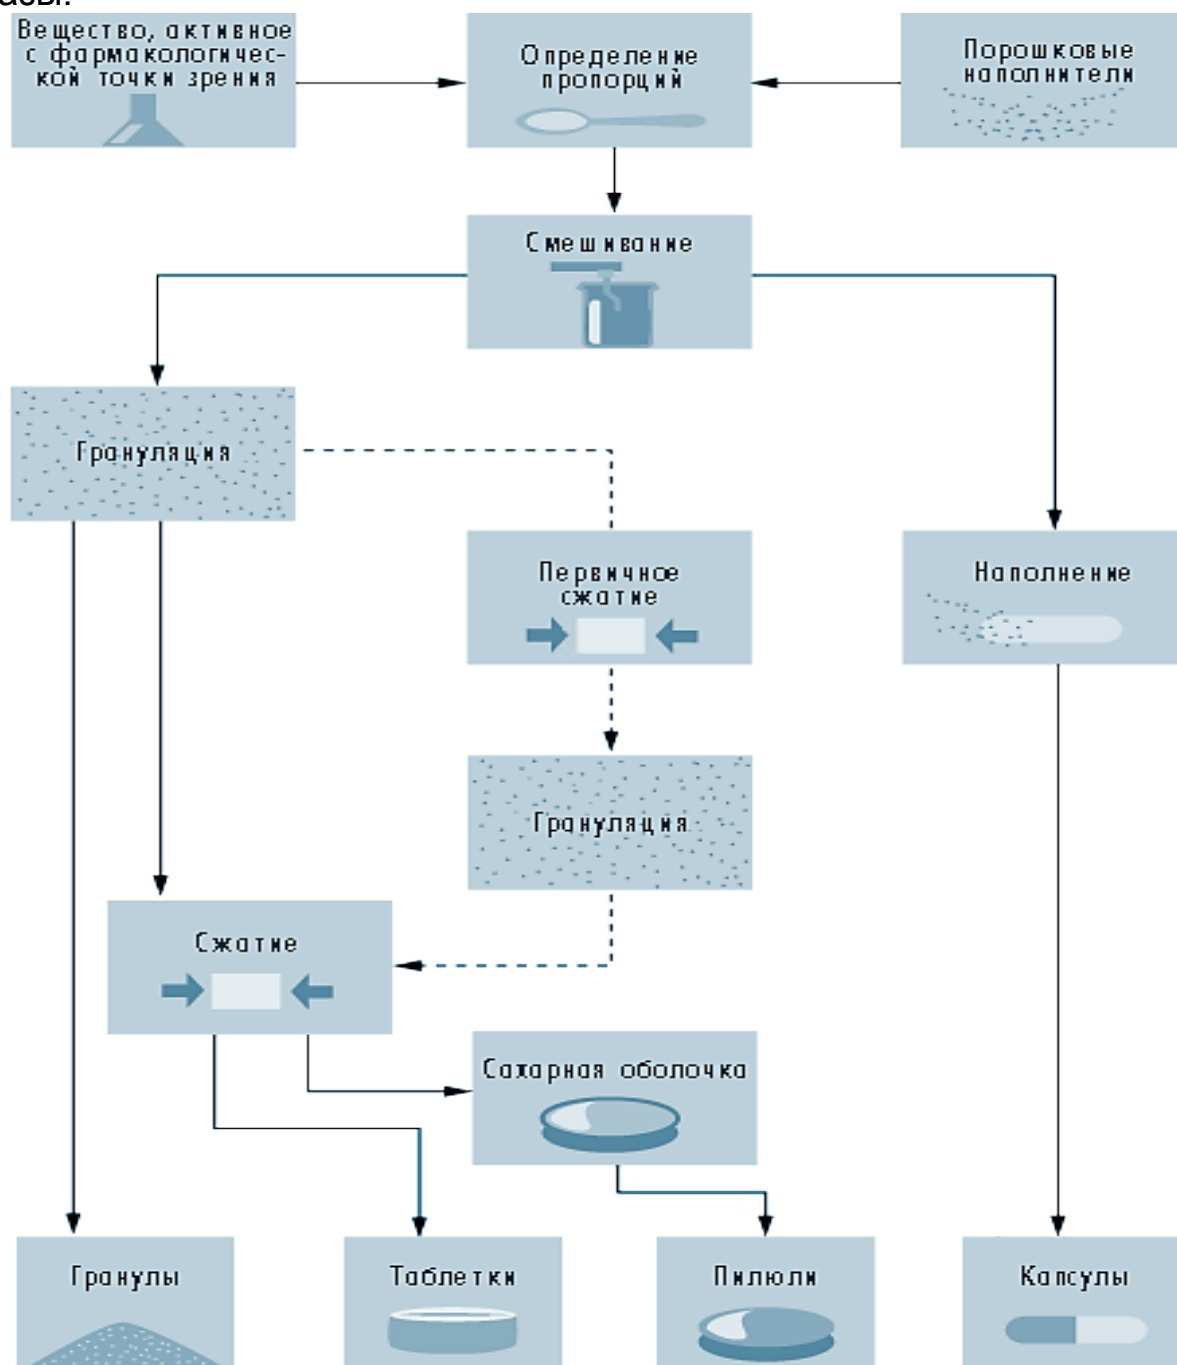 асы.
Вещество, активное
с фармакологичес-
кой точки зрения
Определение
пропорций
Порошковые
наполнители
Смешивание
Грануляция
Первичное
сжатие
Наполнение
Грануляция
Сжатие
Сахарная оболочка
Гранулы
Таблетки
Пилюли
Капсулы